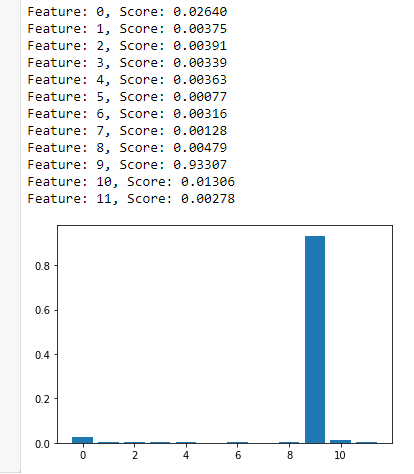 Feature: 0, Score: 0.02640
Feature: 1, Score: 0.00375
Feature: 2, Score: 0.00391
Feature: 3, Score: 0.00339
Feature: 4, Score: 0.00363
Feature: 5, Score: 0.00077
Feature: 6, Score: 0.00316
Feature: 7, Score: 0.00128
Feature: 8, Score: 0.00479
Feature: 9, Score: 0.93307
Feature: 10, Score: 0.01306
Feature: 11, Score: 0.00278
0.8
0.6
0.4
0.2
0.0
0 2 4 6 8 10